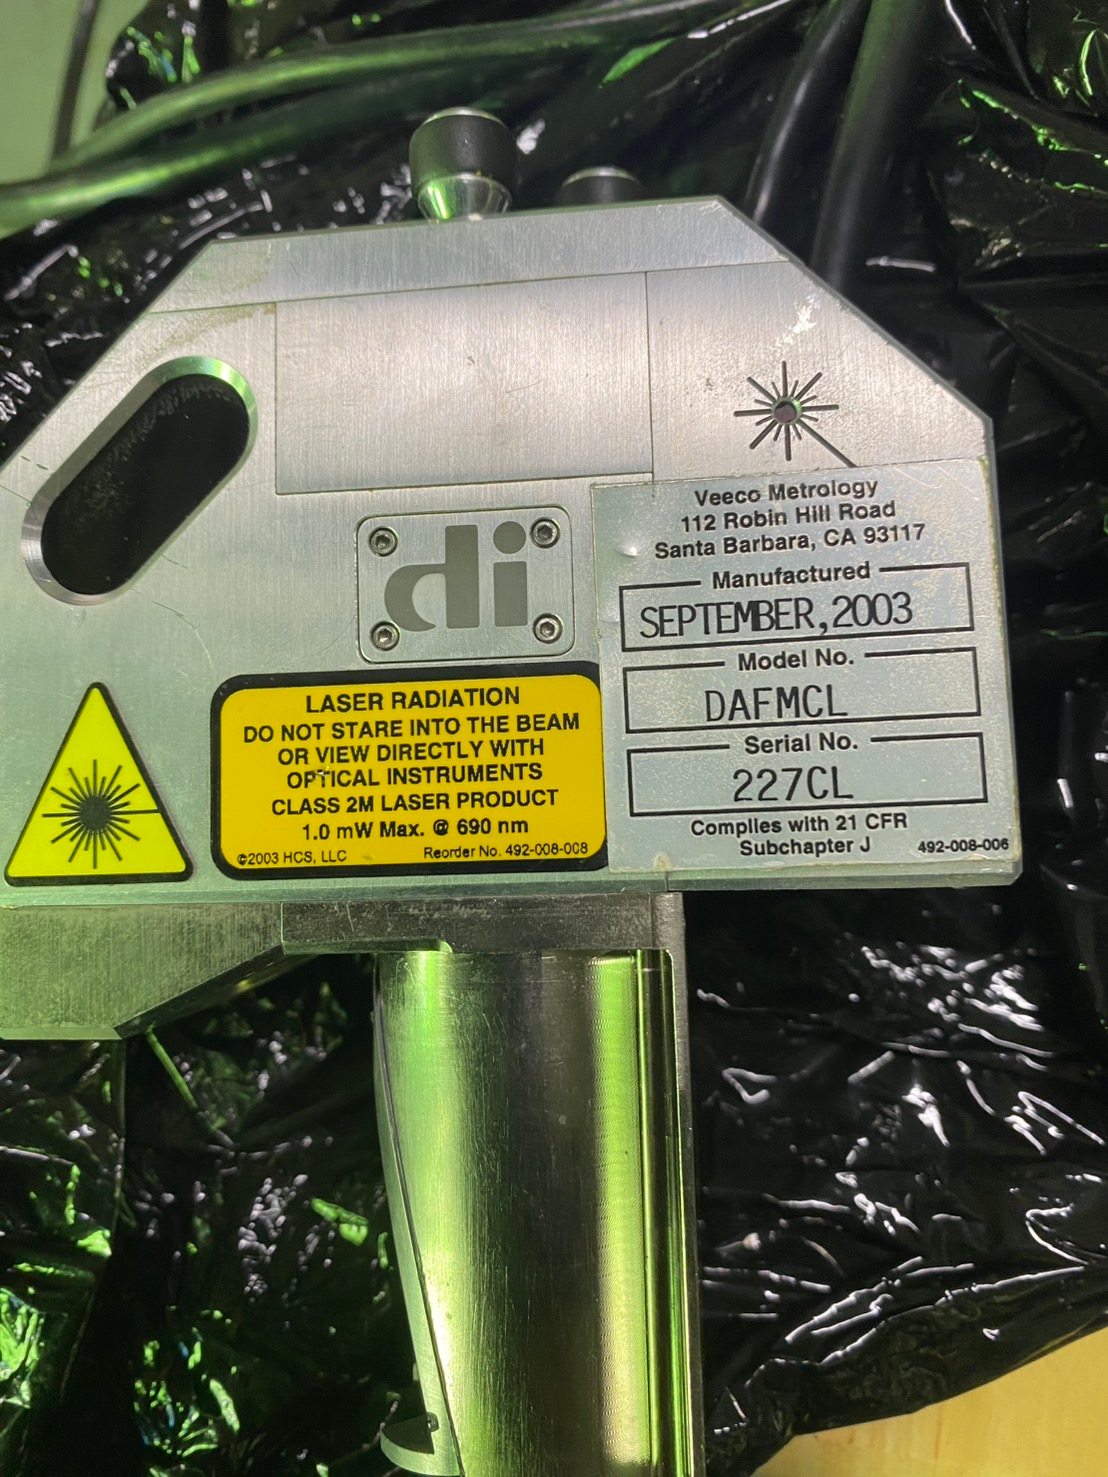 di
Veeco Metrology
112 Robin Hill Road
Santa Barbara, CA 93117
Manufactured
SEPTEMBER, 2003
Model No.
DAFMCL
Serial No.
227CL
Complies with 21 CFR
Subchapter J
492-008-006
LASER RADIATION
DO NOT STARE INTO THE BEAM
OR VIEW DIRECTLY WITH
OPTICAL INSTRUMENTS
CLASS 2M LASER PRODUCT
1.0 mW Max. @ 690 nm
©2003 HCS, LLC
Reorder No. 492-008-008